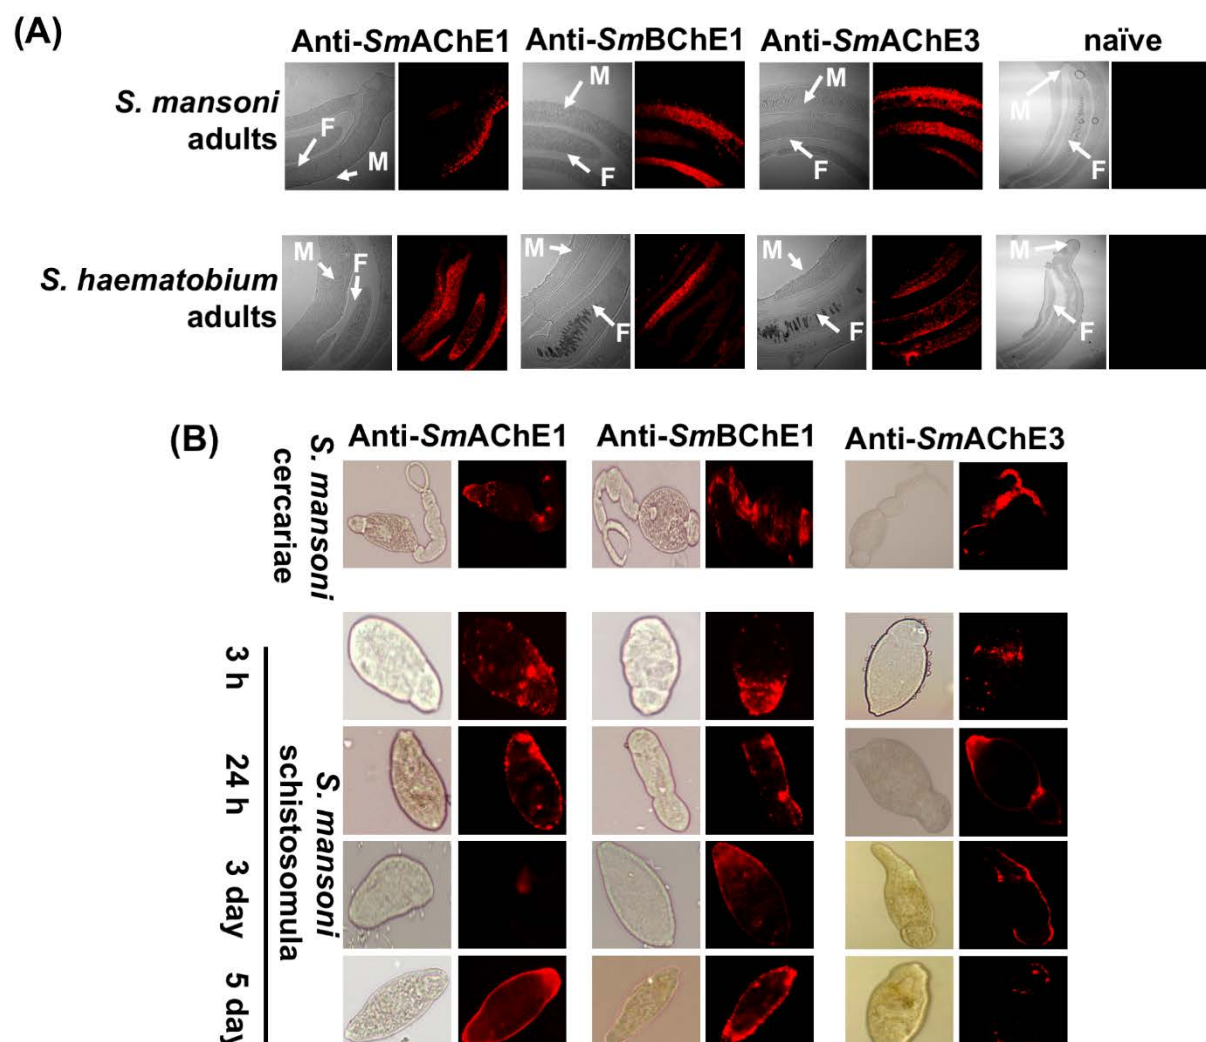 (A)
Anti-SmAChE1 Anti-SmBChE1 Anti-SmAChE3 naïve
S. mansoni
adults
F M M F M F M F
S. haematobium
adults
M F M F M F M F
(B)
Anti-SmAChE1 Anti-SmBChE1 Anti-SmAChE3
S. mansoni
cercariae
3 h
24 h
3 day
5 day
schistosomula
S. mansoni